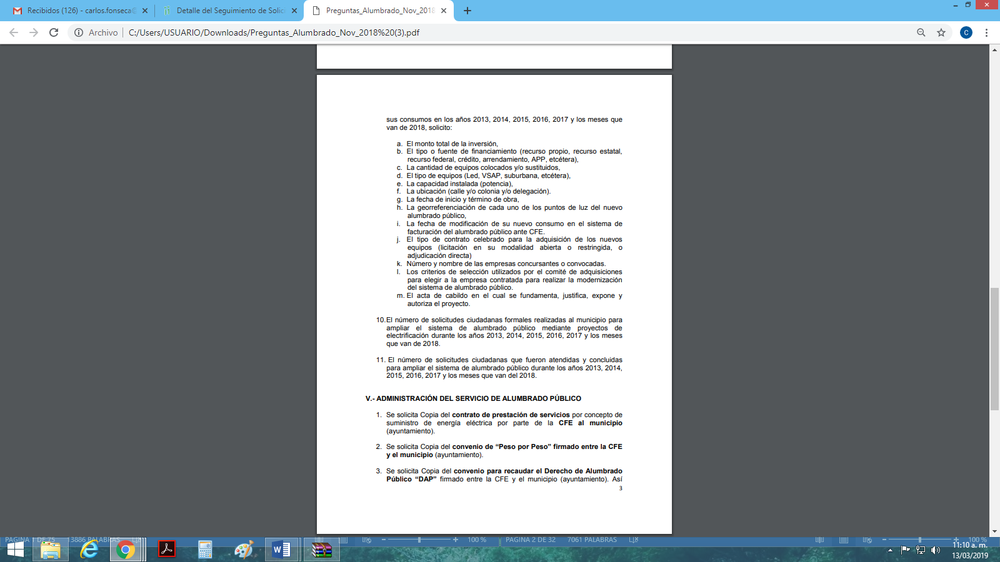 Recibidos (126) - carlos.fonseca@
Detalle del Seguimiento de Solici
Preguntas_Alumbrado_Nov_2018
Archivo
C:/Users/USUARIO/Downloads/Preguntas_Alumbrado_Nov_2018%20(3).pdf
C
sus consumos en los años 2013, 2014, 2015, 2016, 2017 y los meses que
van de 2018, solicito:
a. El monto total de la inversión,
b. El tipo o fuente de financiamiento (recurso propio, recurso estatal,
recurso federal, crédito, arrendamiento, APP, etcétera),
c. La cantidad de equipos colocados y/o sustituidos,
d. El tipo de equipos (Led, VSAP, suburbana, etcétera),
e. La capacidad instalada (potencia),
f. La ubicación (calle y/o colonia y/o delegación).
g. La fecha de inicio y término de obra,
h. La georreferenciación de cada uno de los puntos de luz del nuevo
alumbrado público,
i. La fecha de modificación de su nuevo consumo en el sistema de
facturación del alumbrado público ante CFE.
j. El tipo de contrato celebrado para la adquisición de los nuevos
equipos (licitación en su modalidad abierta o restringida, o
adjudicación directa)
k. Número y nombre de las empresas concursantes o convocadas.
l. Los criterios de selección utilizados por el comité de adquisiciones
para elegir a la empresa contratada para realizar la modernización
del sistema de alumbrado público.
m. El acta de cabildo en el cual se fundamenta, justifica, expone y
autoriza el proyecto.
10.El número de solicitudes ciudadanas formales realizadas al municipio para
ampliar el sistema de alumbrado público mediante proyectos de
electrificación durante los años 2013, 2014, 2015, 2016, 2017 y los meses
que van de 2018.
11. El número de solicitudes ciudadanas que fueron atendidas y concluidas
para ampliar el sistema de alumbrado público durante los años 2013, 2014,
2015, 2016, 2017 y los meses que van del 2018.
V.- ADMINISTRACIÓN DEL SERVICIO DE ALUMBRADO PÚBLICO
1. Se solicita Copia del contrato de prestación de servicios por concepto de
suministro de energía eléctrica por parte de la CFE al municipio
(ayuntamiento).
2. Se solicita Copia del convenio de “Peso por Peso” firmado entre la CFE
y el municipio (ayuntamiento).
3. Se solicita Copia del convenio para recaudar el Derecho de Alumbrado
Público “DAP” firmado entre la CFE y el municipio (ayuntamiento). Así
3
PÁGINA 1 DE 75 13886 PALABRAS 100 % PÁGINA 2 DE 32 7061 PALABRAS 100 %
11:10 a. m.
13/03/2019